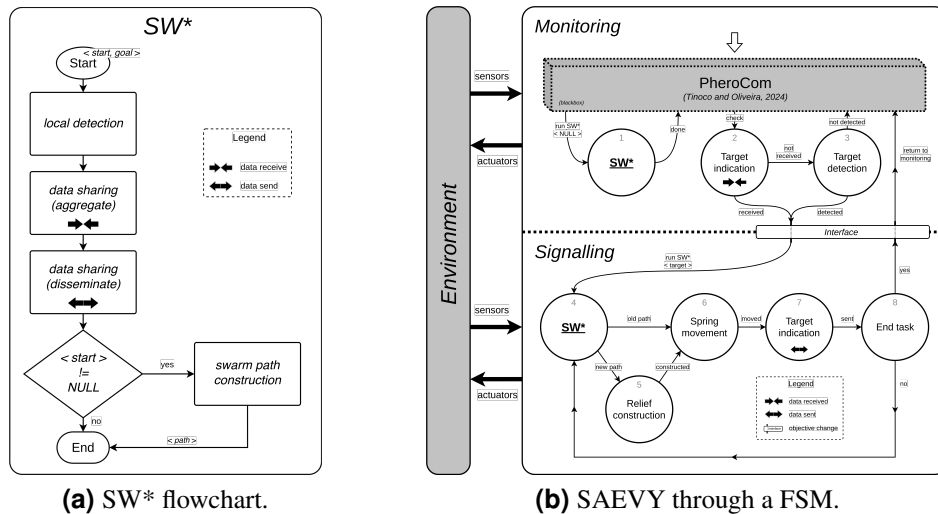 SW*
< start, goal >
Start
local detection
Legend
data receive
data send
data sharing
(aggregate)
data sharing
(disseminate)
< start >
!=
NULL
yes
swarm path
construction
no
< path >
End
(a) SW* flowchart.
Environment
sensors
actuators
sensors
actuators
Monitoring
PheroCom
(Tinoco and Oliveira, 2024)
(blackbox)
run SW*
< NULL >
done
check
not detected
1
SW*
2
Target
indication
not
received
3
Target
detection
return to
monitoring
received
detected
Interface
Signalling
run SW*
< target >
yes
4
SW*
old path
6
Spring
movement
moved
7
Target
indication
sent
8
End task
new path
constructed
5
Relief
construction
no
Legend
data received
data sent
objective change
(b) SAEVY through a FSM.